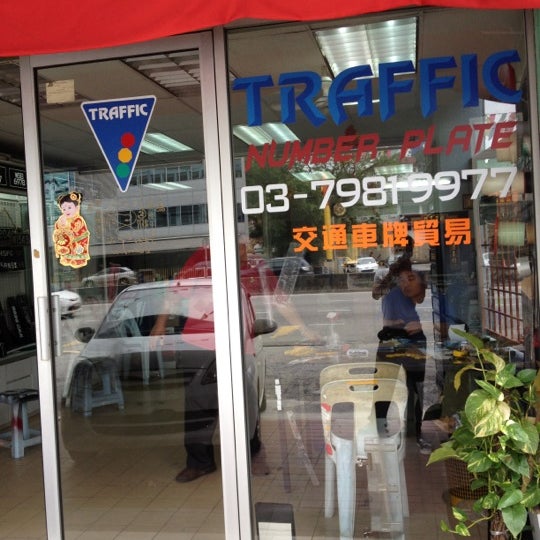 TRAFFIC
TRAFFIC
NUMBER PLATE
03-79819977
交通車牌貿易